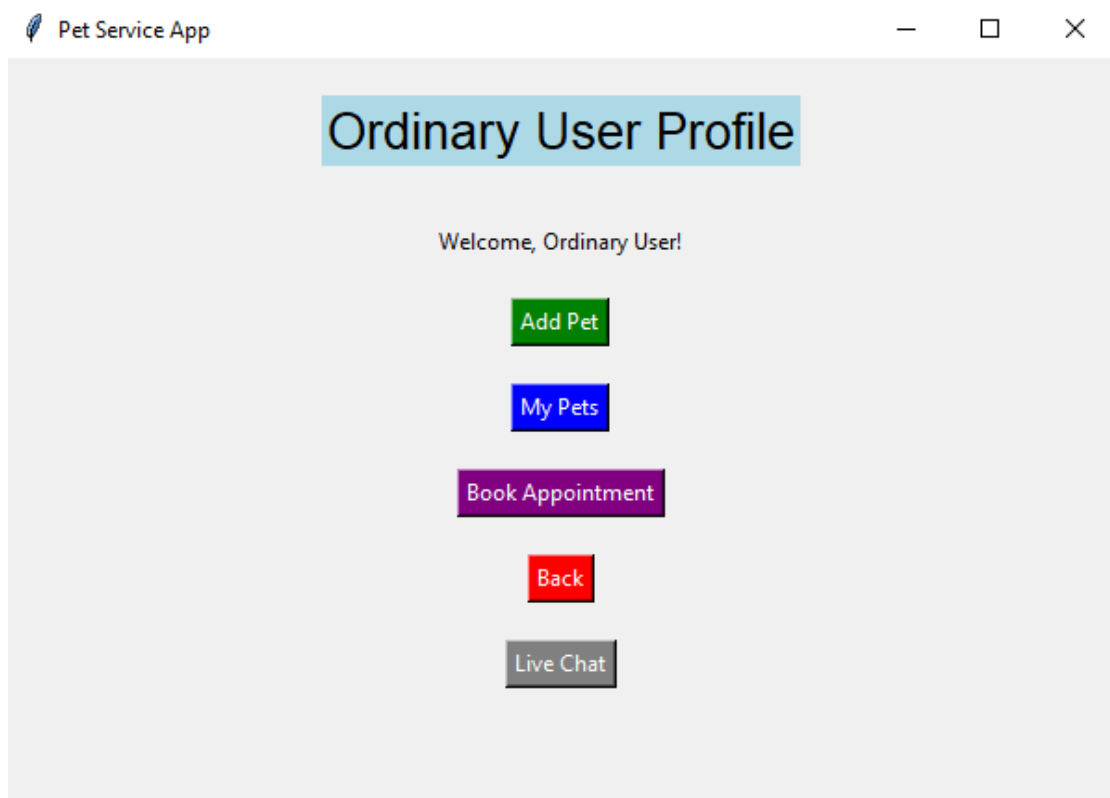 Pet Service App
Ordinary User Profile
Welcome, Ordinary User!
Add Pet
My Pets
Book Appointment
Back
Live Chat